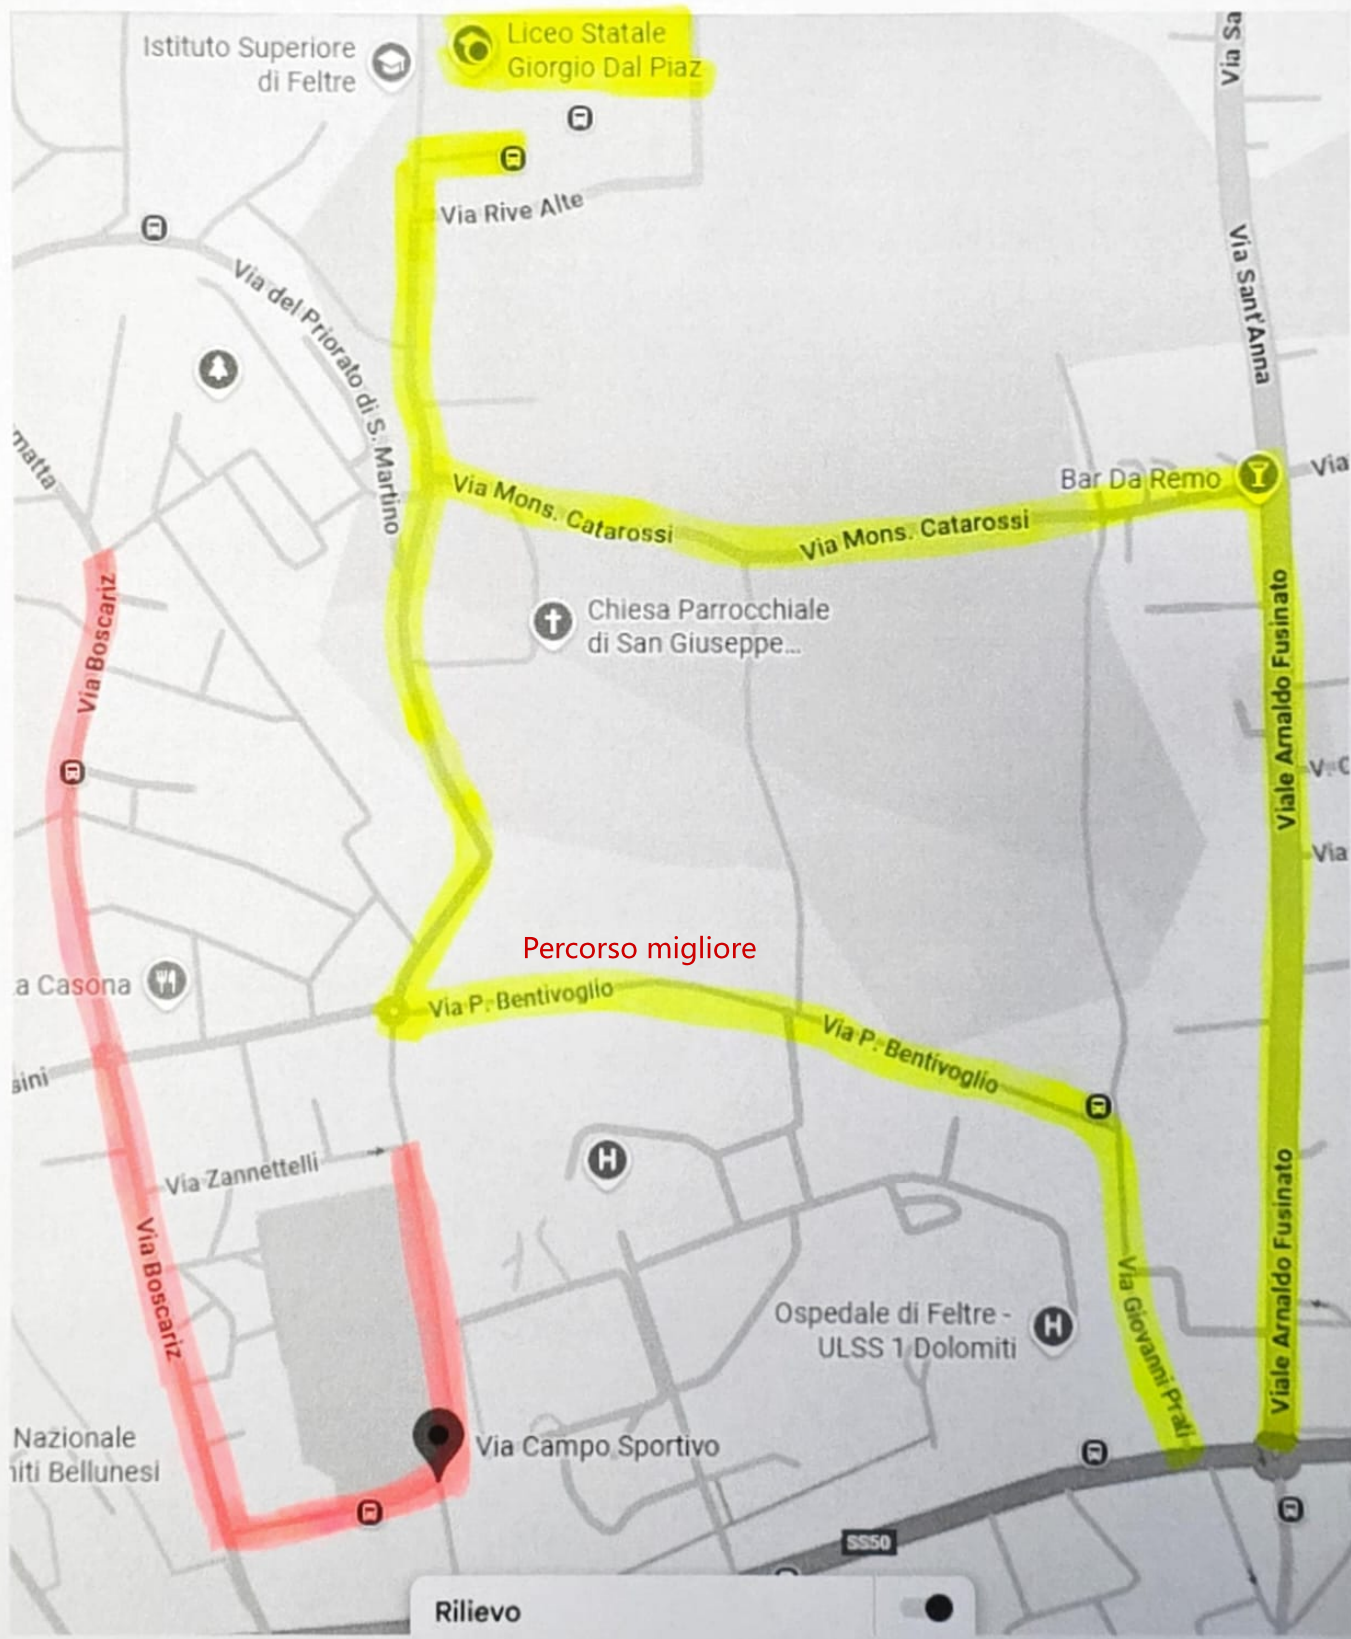 Istituto Superiore
di Feltre
Liceo Statale
Giorgio Dal Piaz
Via Sa
Via Rive Alte
Via del Priorato di S. Martino
Via Sant'Anna
matta
Via Mons. Catarossi
Via Mons. Catarossi
Bar Da Remo
Via
Via Boscariz
Chiesa Parrocchiale
di San Giuseppe...
Viale Arnaldo Fusinato
Via
Percorso migliore
a Casona
Via P. Bentivoglio
Via P. Bentivoglio
sini
Via Zannettelli
H
Via Boscariz
Viale Arnaldo Fusinato
Via Giovanni Prati
Ospedale di Feltre -
ULSS 1 Dolomiti
H
Nazionale
iti Bellunesi
Via Campo Sportivo
SS50
Rilievo